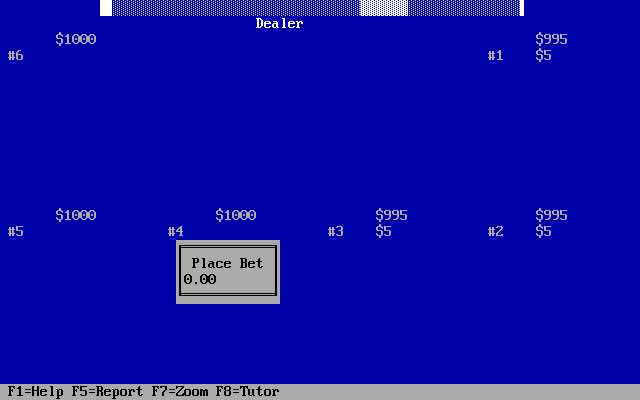 Dealer
$1000 $995
#6 #1 $5
$1000 $1000 $995 $995
#5 #4 #3 $5 #2 $5
Place Bet
0.00
F1=Help F5=Report F7=Zoom F8=Tutor